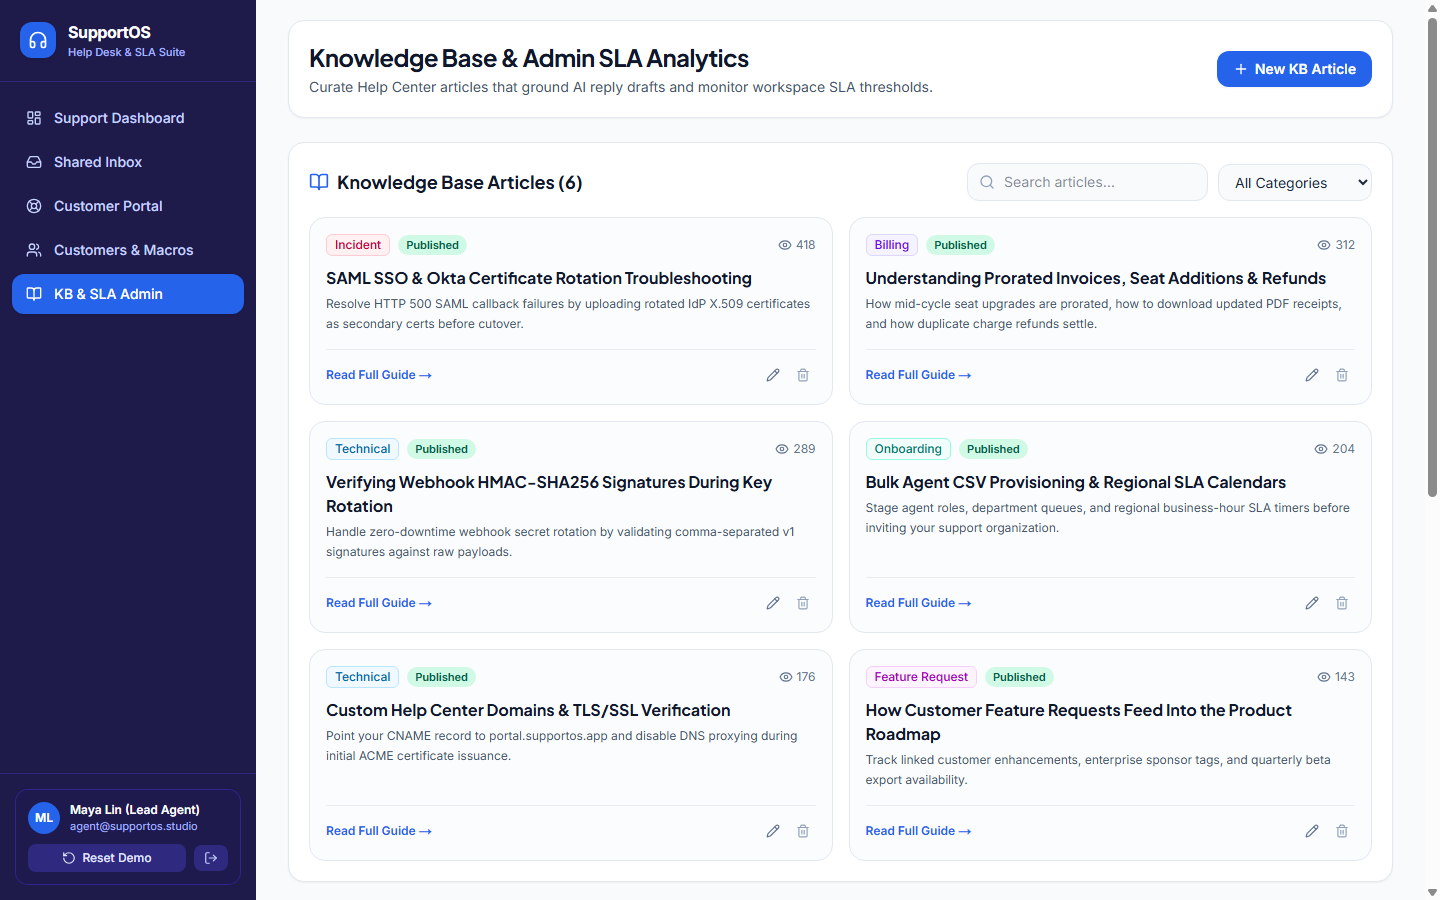 SupportOS
Help Desk & SLA Suite
Support Dashboard
Shared Inbox
Customer Portal
Customers & Macros
KB & SLA Admin
ML
Maya Lin (Lead Agent)
agent@supportos.studio
Reset Demo
Knowledge Base & Admin SLA Analytics
Curate Help Center articles that ground AI reply drafts and monitor workspace SLA thresholds.
New KB Article
Knowledge Base Articles (6)
Search articles...
All Categories
Incident
Published
418
SAML SSO & Okta Certificate Rotation Troubleshooting
Resolve HTTP 500 SAML callback failures by uploading rotated IdP X.509 certificates
as secondary certs before cutover.
Read Full Guide →
Billing
Published
312
Understanding Prorated Invoices, Seat Additions & Refunds
How mid-cycle seat upgrades are prorated, how to download updated PDF receipts,
and how duplicate charge refunds settle.
Read Full Guide →
Technical
Published
289
Verifying Webhook HMAC-SHA256 Signatures During Key
Rotation
Handle zero-downtime webhook secret rotation by validating comma-separated v1
signatures against raw payloads.
Read Full Guide →
Onboarding
Published
204
Bulk Agent CSV Provisioning & Regional SLA Calendars
Stage agent roles, department queues, and regional business-hour SLA timers before
inviting your support organization.
Read Full Guide →
Technical
Published
176
Custom Help Center Domains & TLS/SSL Verification
Point your CNAME record to portal.supportos.app and disable DNS proxying during
initial ACME certificate issuance.
Read Full Guide →
Feature Request
Published
143
How Customer Feature Requests Feed Into the Product
Roadmap
Track linked customer enhancements, enterprise sponsor tags, and quarterly beta
export availability.
Read Full Guide →